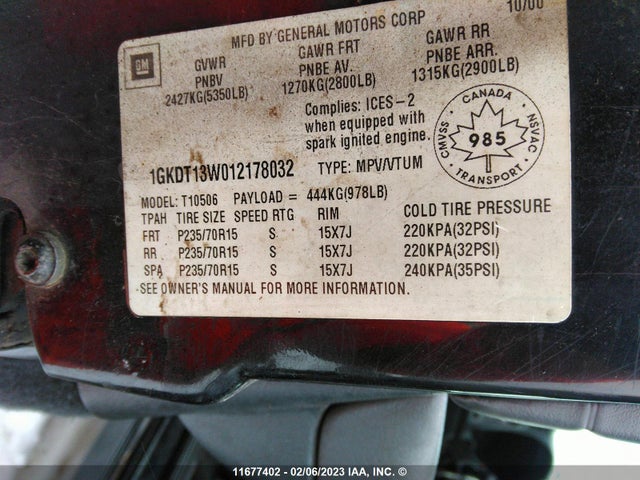 10/00
MFD BY GENERAL MOTORS CORP
GM
GVWR GAWR FRT GAWR RR
PNBV PNBE AV. PNBE ARR.
2427KG(5350LB) 1270KG(2800LB) 1315KG(2900LB)
Complies: ICES-2
when equipped with
spark ignited engine.
CANADA
CMVSS 985 NSVAC
TRANSPORT
1GKDT13W012178032 TYPE: MPV/VTUM
MODEL: T10506 PAYLOAD = 444KG(978LB)
TPAH TIRE SIZE SPEED RTG RIM COLD TIRE PRESSURE
FRT P235/70R15 S 15X7J 220KPA(32PSI)
RR P235/70R15 S 15X7J 220KPA(32PSI)
SPA P235/70R15 S 15X7J 240KPA(35PSI)
SEE OWNER'S MANUAL FOR MORE INFORMATION.
11677402 - 02/06/2023 IAA, INC. ©